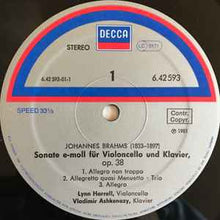 DECCA
STEREO
6.42 593-01-1
1
6.42 593
SPEED 33⅓
JOHANNES BRAHMS (1833-1897)
Sonate e-moll für Violoncello und Klavier,
op. 38
1. Allegro non troppo
2. Allegretto quasi Menuetto - Trio
3. Allegro
Lynn Harrell, Violoncello
Vladimir Ashkenazy, Klavier
Contr.
Copyr.